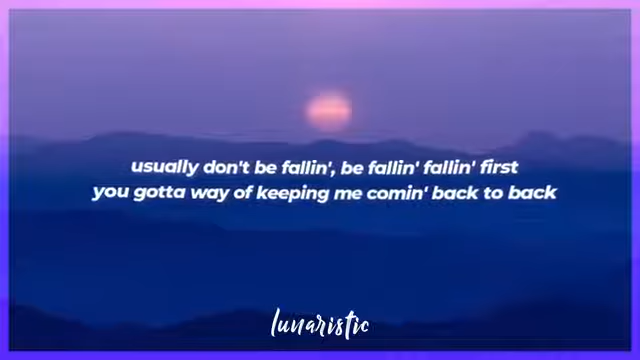 usually don't be fallin', be fallin' fallin' first
you gotta way of keeping me comin' back to back
lunaristic